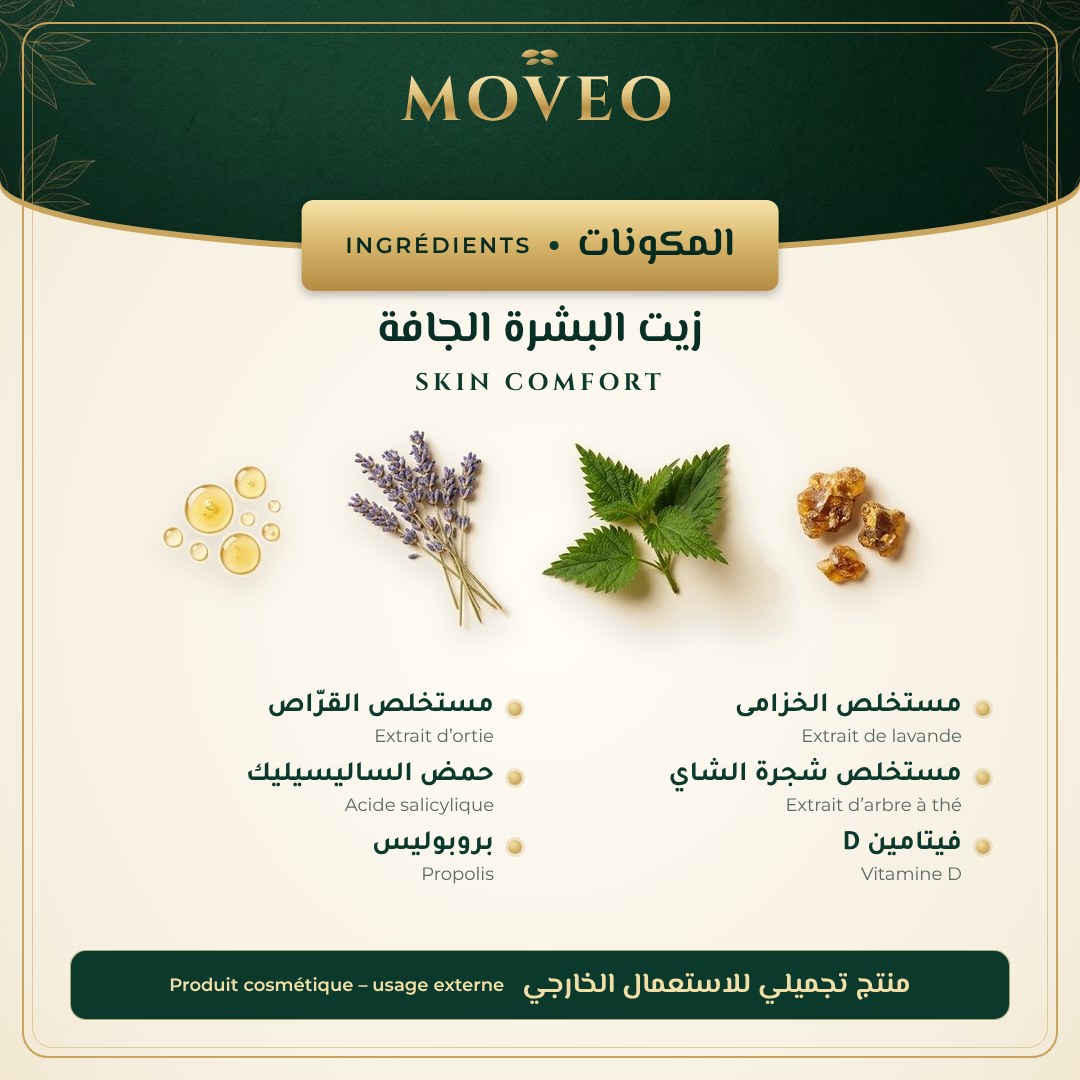 MOVEO
المكونات • INGRÉDIENTS
زيت البشرة الجافة
SKIN COMFORT
مستخلص الخزامى
Extrait de lavande
مستخلص شجرة الشاي
Extrait d’arbre à thé
فيتامين D
Vitamine D
مستخلص القرّاص
Extrait d’ortie
حمض الساليسيليك
Acide salicylique
بروبوليس
Propolis
منتج تجميلي للاستعمال الخارجي Produit cosmétique – usage externe